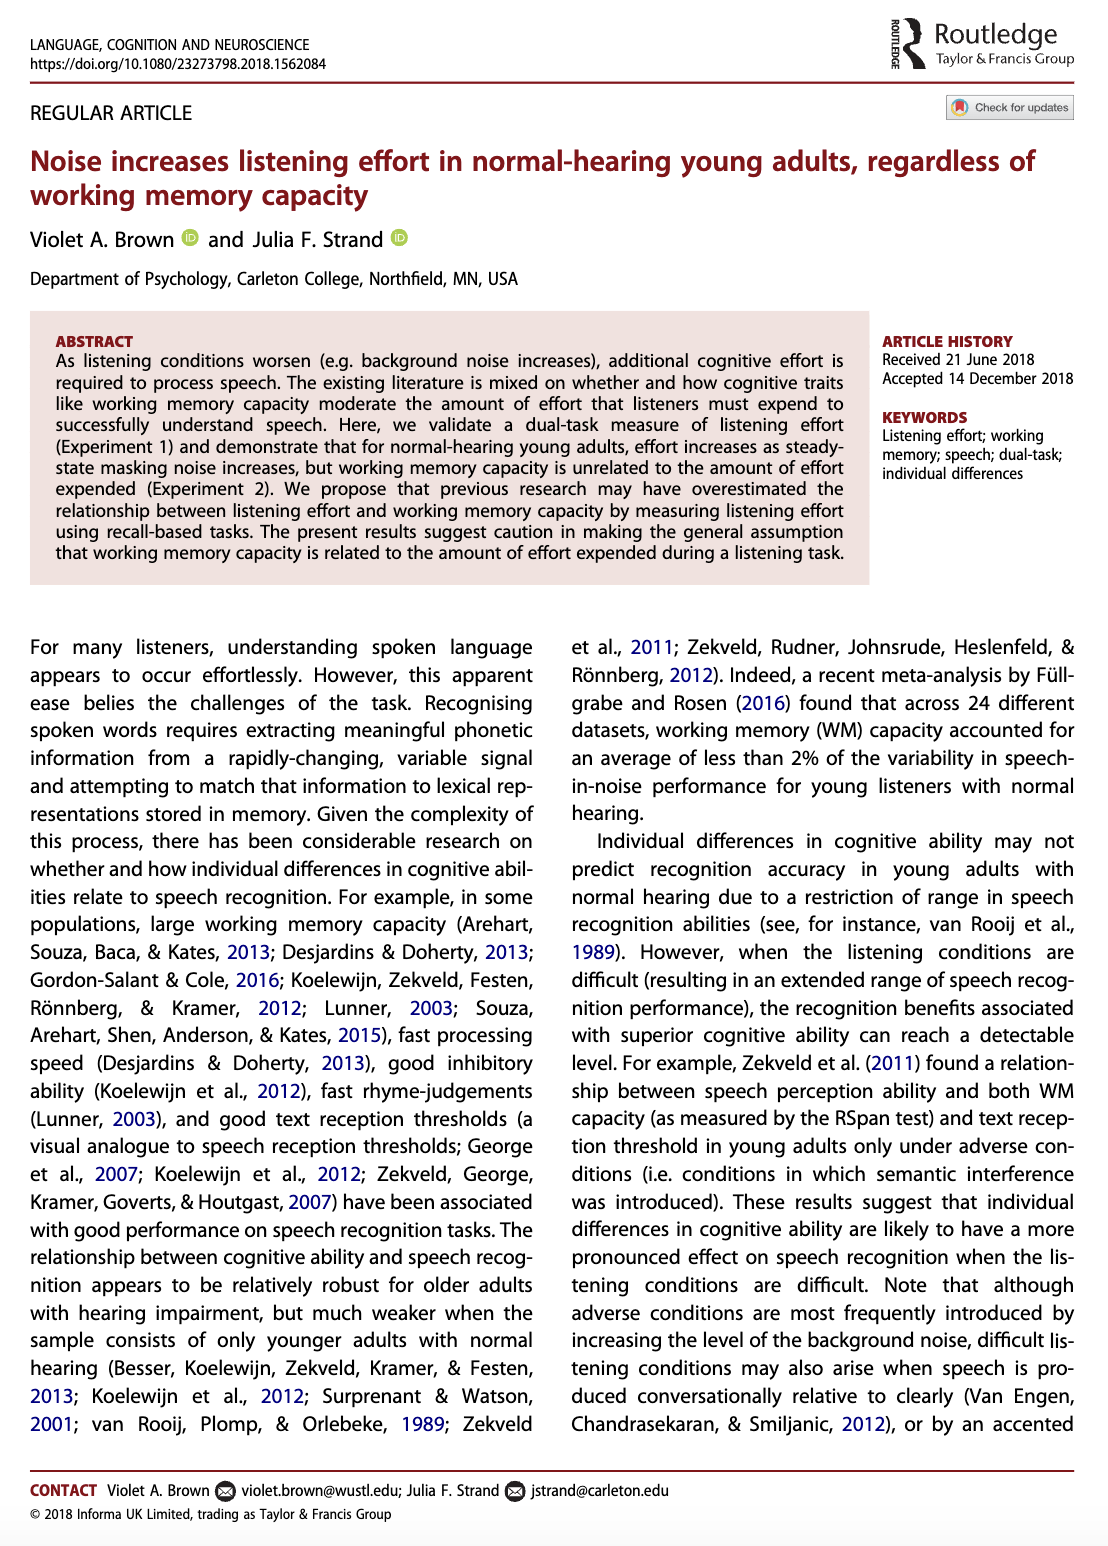 LANGUAGE, COGNITION AND NEUROSCIENCE
https://doi.org/10.1080/23273798.2018.1562084
ROUTLEDGE
Routledge
Taylor & Francis Group
REGULAR ARTICLE
Check for updates
Noise increases listening effort in normal-hearing young adults, regardless of
working memory capacity
Violet A. Brown iD and Julia F. Strand iD
Department of Psychology, Carleton College, Northfield, MN, USA
ABSTRACT
As listening conditions worsen (e.g. background noise increases), additional cognitive effort is
required to process speech. The existing literature is mixed on whether and how cognitive traits
like working memory capacity moderate the amount of effort that listeners must expend to
successfully understand speech. Here, we validate a dual-task measure of listening effort
(Experiment 1) and demonstrate that for normal-hearing young adults, effort increases as steady-
state masking noise increases, but working memory capacity is unrelated to the amount of effort
expended (Experiment 2). We propose that previous research may have overestimated the
relationship between listening effort and working memory capacity by measuring listening effort
using recall-based tasks. The present results suggest caution in making the general assumption
that working memory capacity is related to the amount of effort expended during a listening task.
ARTICLE HISTORY
Received 21 June 2018
Accepted 14 December 2018
KEYWORDS
Listening effort; working
memory; speech; dual-task;
individual differences
For many listeners, understanding spoken language
appears to occur effortlessly. However, this apparent
ease belies the challenges of the task. Recognising
spoken words requires extracting meaningful phonetic
information from a rapidly-changing, variable signal
and attempting to match that information to lexical rep-
resentations stored in memory. Given the complexity of
this process, there has been considerable research on
whether and how individual differences in cognitive abil-
ities relate to speech recognition. For example, in some
populations, large working memory capacity (Arehart,
Souza, Baca, & Kates, 2013; Desjardins & Doherty, 2013;
Gordon-Salant & Cole, 2016; Koelewijn, Zekveld, Festen,
Rönnberg, & Kramer, 2012; Lunner, 2003; Souza,
Arehart, Shen, Anderson, & Kates, 2015), fast processing
speed (Desjardins & Doherty, 2013), good inhibitory
ability (Koelewijn et al., 2012), fast rhyme-judgements
(Lunner, 2003), and good text reception thresholds (a
visual analogue to speech reception thresholds; George
et al., 2007; Koelewijn et al., 2012; Zekveld, George,
Kramer, Goverts, & Houtgast, 2007) have been associated
with good performance on speech recognition tasks. The
relationship between cognitive ability and speech recog-
nition appears to be relatively robust for older adults
with hearing impairment, but much weaker when the
sample consists of only younger adults with normal
hearing (Besser, Koelewijn, Zekveld, Kramer, & Festen,
2013; Koelewijn et al., 2012; Surprenant & Watson,
2001; van Rooij, Plomp, & Orlebeke, 1989; Zekveld
et al., 2011; Zekveld, Rudner, Johnsrude, Heslenfeld, &
Rönnberg, 2012). Indeed, a recent meta-analysis by Füll-
grabe and Rosen (2016) found that across 24 different
datasets, working memory (WM) capacity accounted for
an average of less than 2% of the variability in speech-
in-noise performance for young listeners with normal
hearing.
Individual differences in cognitive ability may not
predict recognition accuracy in young adults with
normal hearing due to a restriction of range in speech
recognition abilities (see, for instance, van Rooij et al.,
1989). However, when the listening conditions are
difficult (resulting in an extended range of speech recog-
nition performance), the recognition benefits associated
with superior cognitive ability can reach a detectable
level. For example, Zekveld et al. (2011) found a relation-
ship between speech perception ability and both WM
capacity (as measured by the RSpan test) and text recep-
tion threshold in young adults only under adverse con-
ditions (i.e. conditions in which semantic interference
was introduced). These results suggest that individual
differences in cognitive ability are likely to have a more
pronounced effect on speech recognition when the lis-
tening conditions are difficult. Note that although
adverse conditions are most frequently introduced by
increasing the level of the background noise, difficult lis-
tening conditions may also arise when speech is pro-
duced conversationally relative to clearly (Van Engen,
Chandrasekaran, & Smiljanic, 2012), or by an accented
CONTACT Violet A. Brown violet.brown@wustl.edu; Julia F. Strand jstrand@carleton.edu
© 2018 Informa UK Limited, trading as Taylor & Francis Group